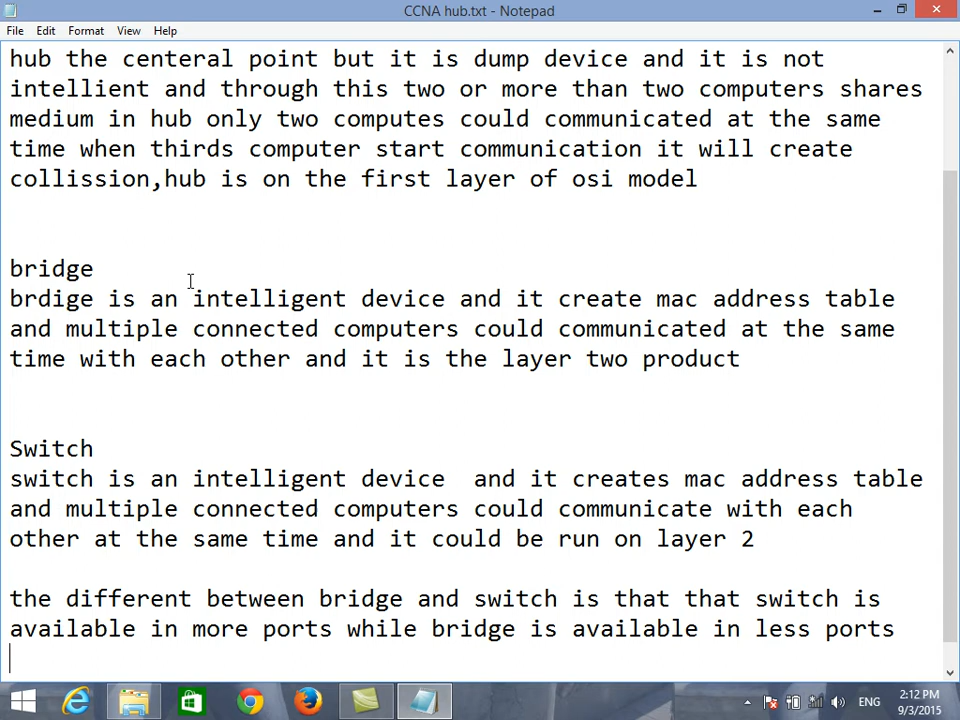 CCNA hub.txt - Notepad
File Edit Format View Help
hub the centeral point but it is dump device and it is not
intellient and through this two or more than two computers shares
medium in hub only two computes could communicated at the same
time when thirds computer start communication it will create
collission,hub is on the first layer of osi model
bridge
brdige is an intelligent device and it create mac address table
and multiple connected computers could communicated at the same
time with each other and it is the layer two product
Switch
switch is an intelligent device  and it creates mac address table
and multiple connected computers could communicate with each
other at the same time and it could be run on layer 2
the different between bridge and switch is that that switch is
available in more ports while bridge is available in less ports
ENG
2:12 PM
9/3/2015